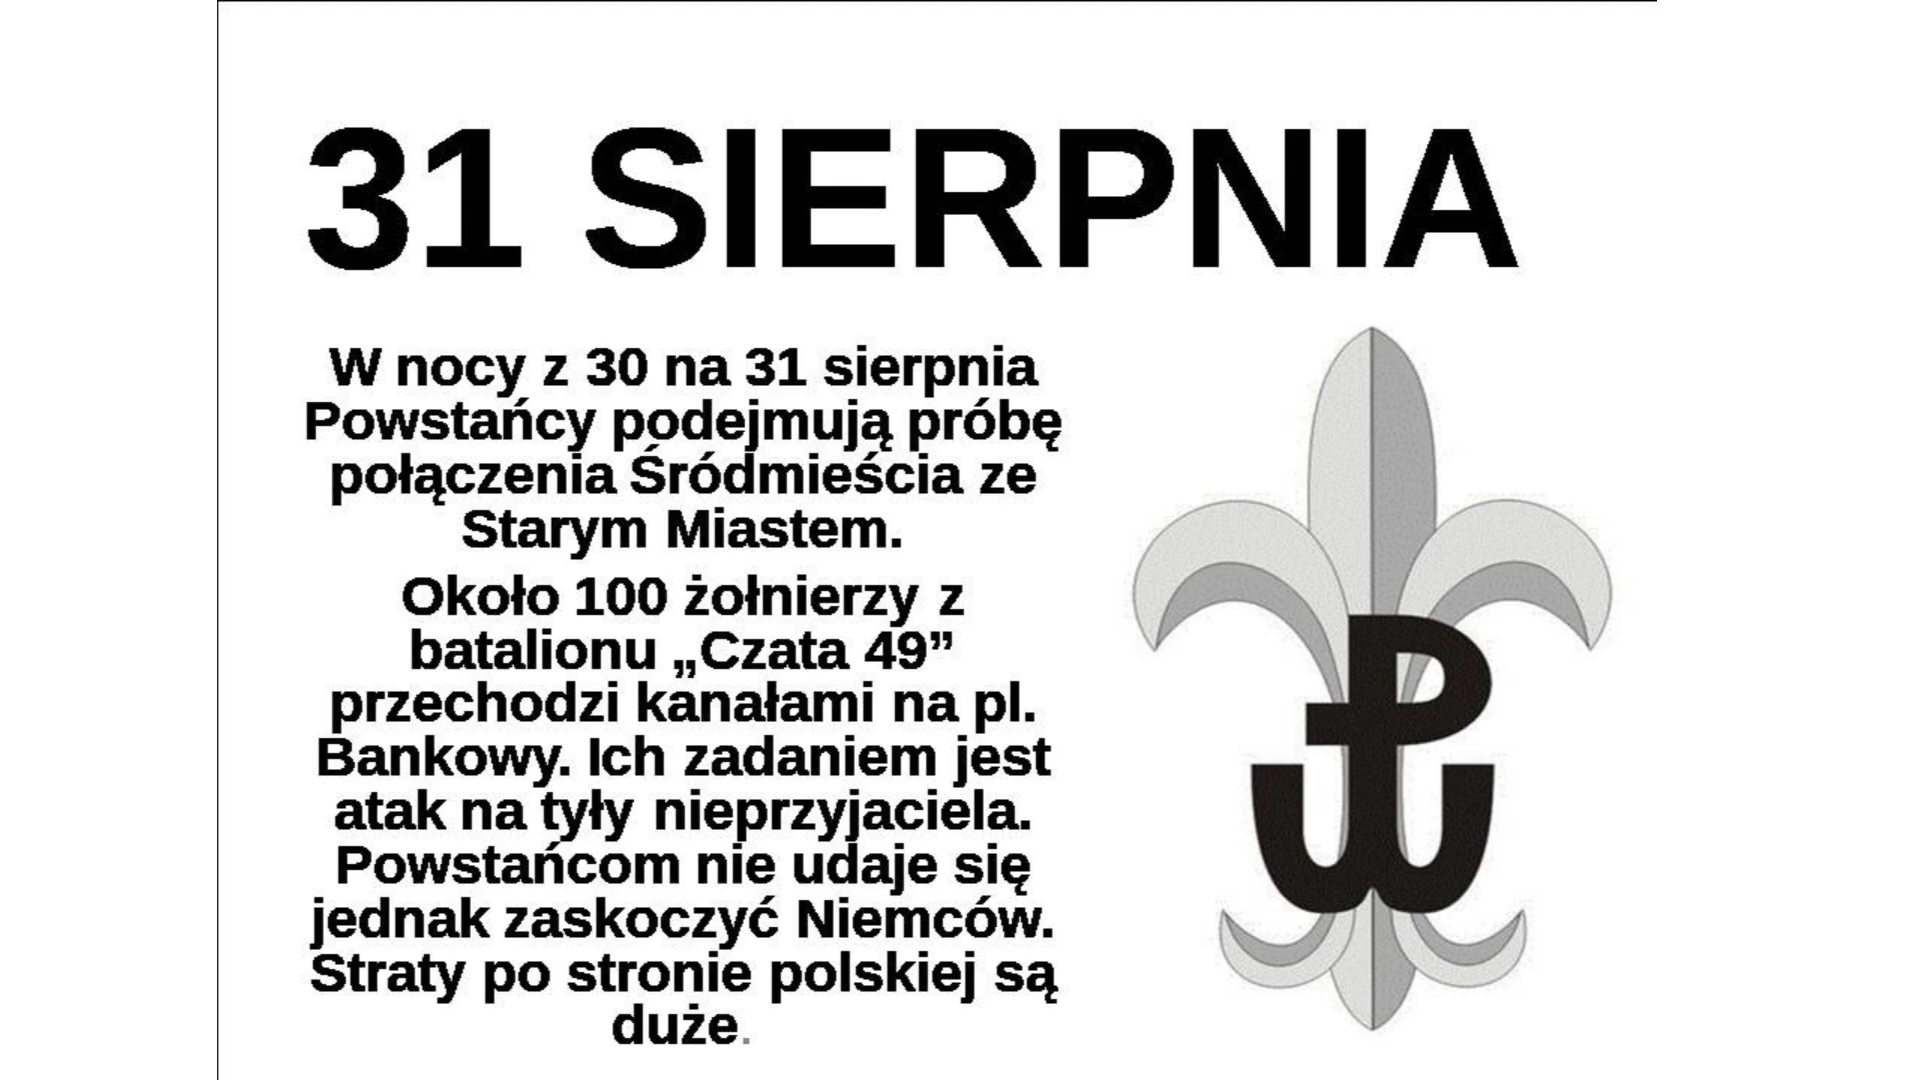 31 SIERPNIA
W nocy z 30 na 31 sierpnia
Powstańcy podejmują próbę
połączenia Śródmieścia ze
Starym Miastem.
Około 100 żołnierzy z
batalionu „Czata 49”
przechodzi kanałami na pl.
Bankowy. Ich zadaniem jest
atak na tyły nieprzyjaciela.
Powstańcom nie udaje się
jednak zaskoczyć Niemców.
Straty po stronie polskiej są
duże.
PW